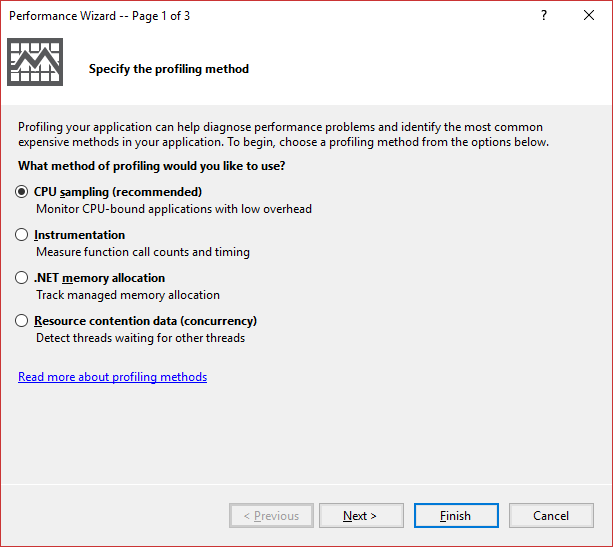 Performance Wizard -- Page 1 of 3
?
Specify the profiling method
Profiling your application can help diagnose performance problems and identify the most common
expensive methods in your application. To begin, choose a profiling method from the options below.
What method of profiling would you like to use?
CPU sampling (recommended)
Monitor CPU-bound applications with low overhead
Instrumentation
Measure function call counts and timing
.NET memory allocation
Track managed memory allocation
Resource contention data (concurrency)
Detect threads waiting for other threads
Read more about profiling methods
< Previous Next > Finish Cancel